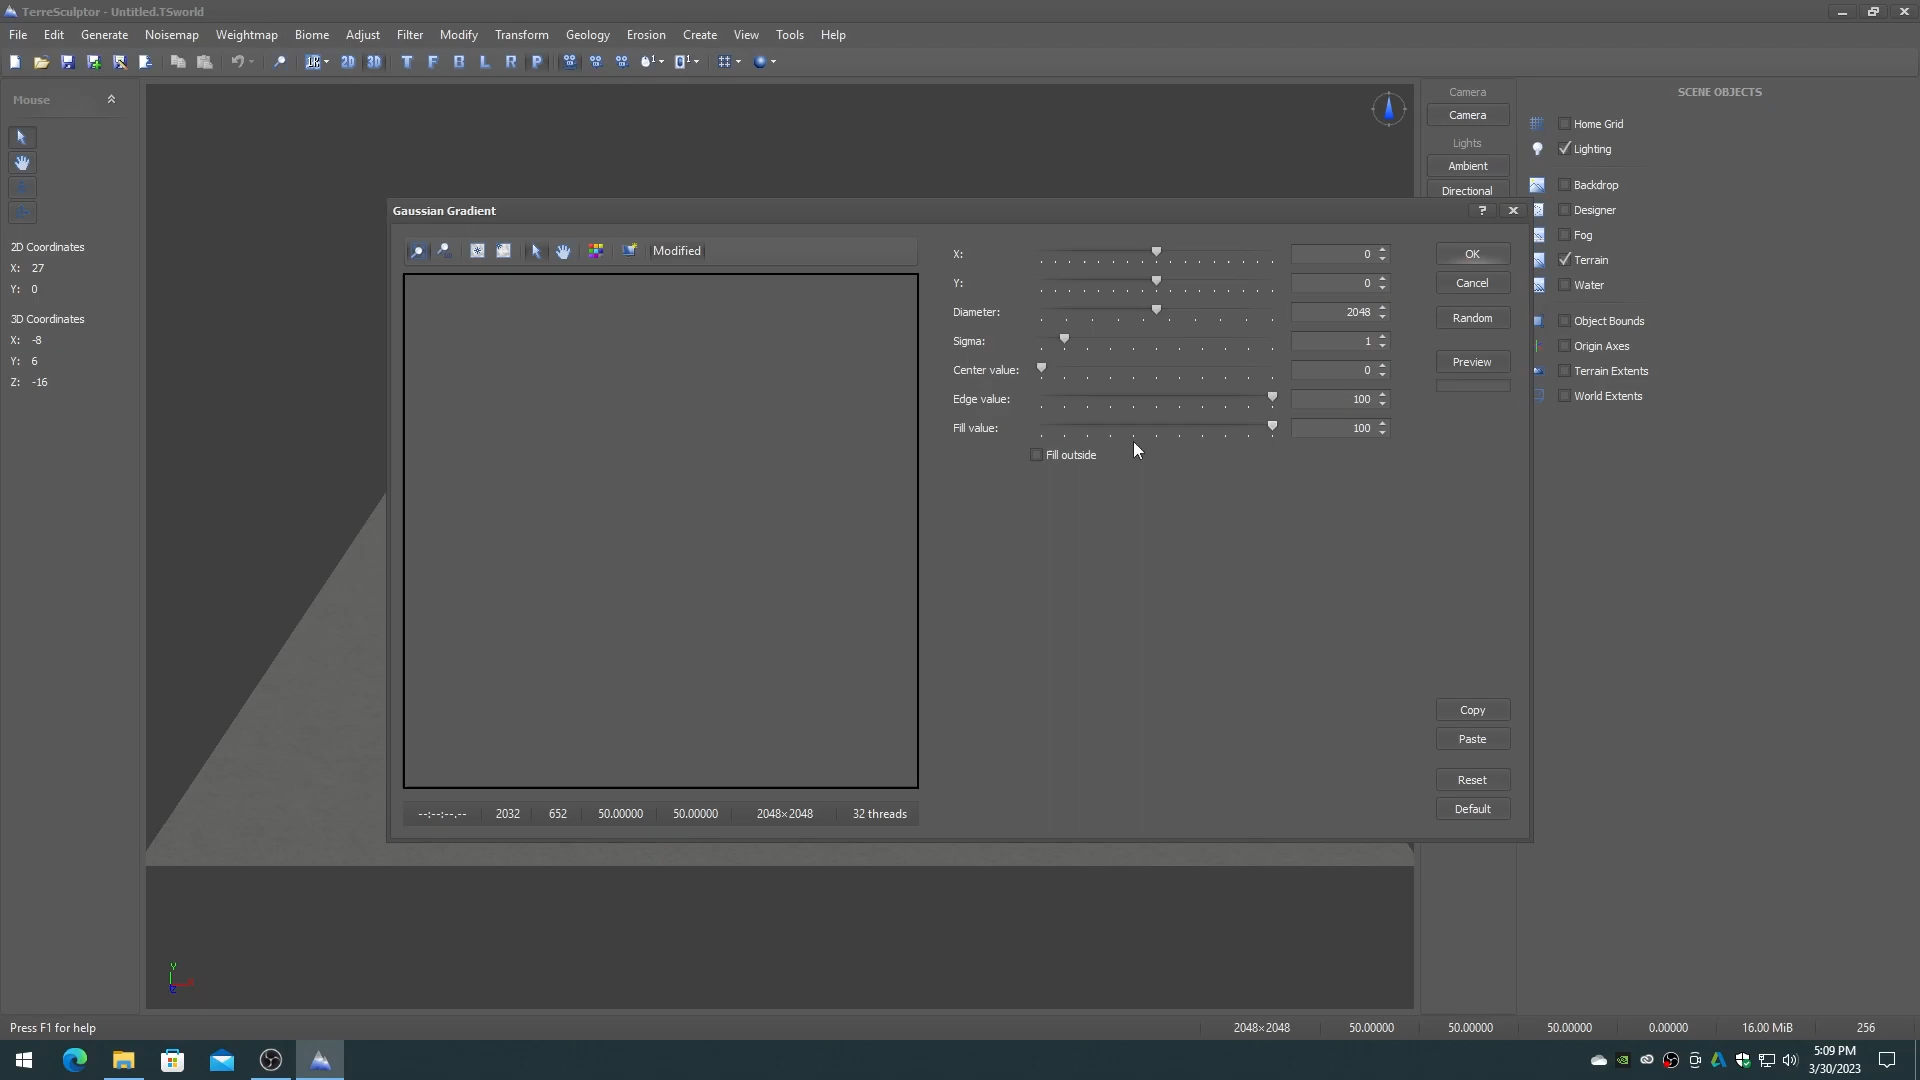 TerreSculptor - Untitled.TSworld
File Edit Generate Noisemap Weightmap Biome Adjust Filter Modify Transform Geology Erosion Create View Tools Help
2D 3D T F B L R P
Mouse
2D Coordinates
X: 27
Y: 0
3D Coordinates
X: -8
Y: 6
Z: -16
Camera
Camera
Lights
Ambient
Directional
SCENE OBJECTS
Home Grid
Lighting
Backdrop
Designer
Fog
Terrain
Water
Object Bounds
Origin Axes
Terrain Extents
World Extents
Gaussian Gradient
?
Modified
X: 0
Y: 0
Diameter: 2048
Sigma: 1
Center value: 0
Edge value: 100
Fill value: 100
Fill outside
OK
Cancel
Random
Preview
Copy
Paste
Reset
Default
--:--:--.-- 2032 652 50.00000 50.00000 2048×2048 32 threads
Y
Press F1 for help
2048×2048 50.00000 50.00000 50.00000 0.00000 16.00 MiB 256
5:09 PM
3/30/2023